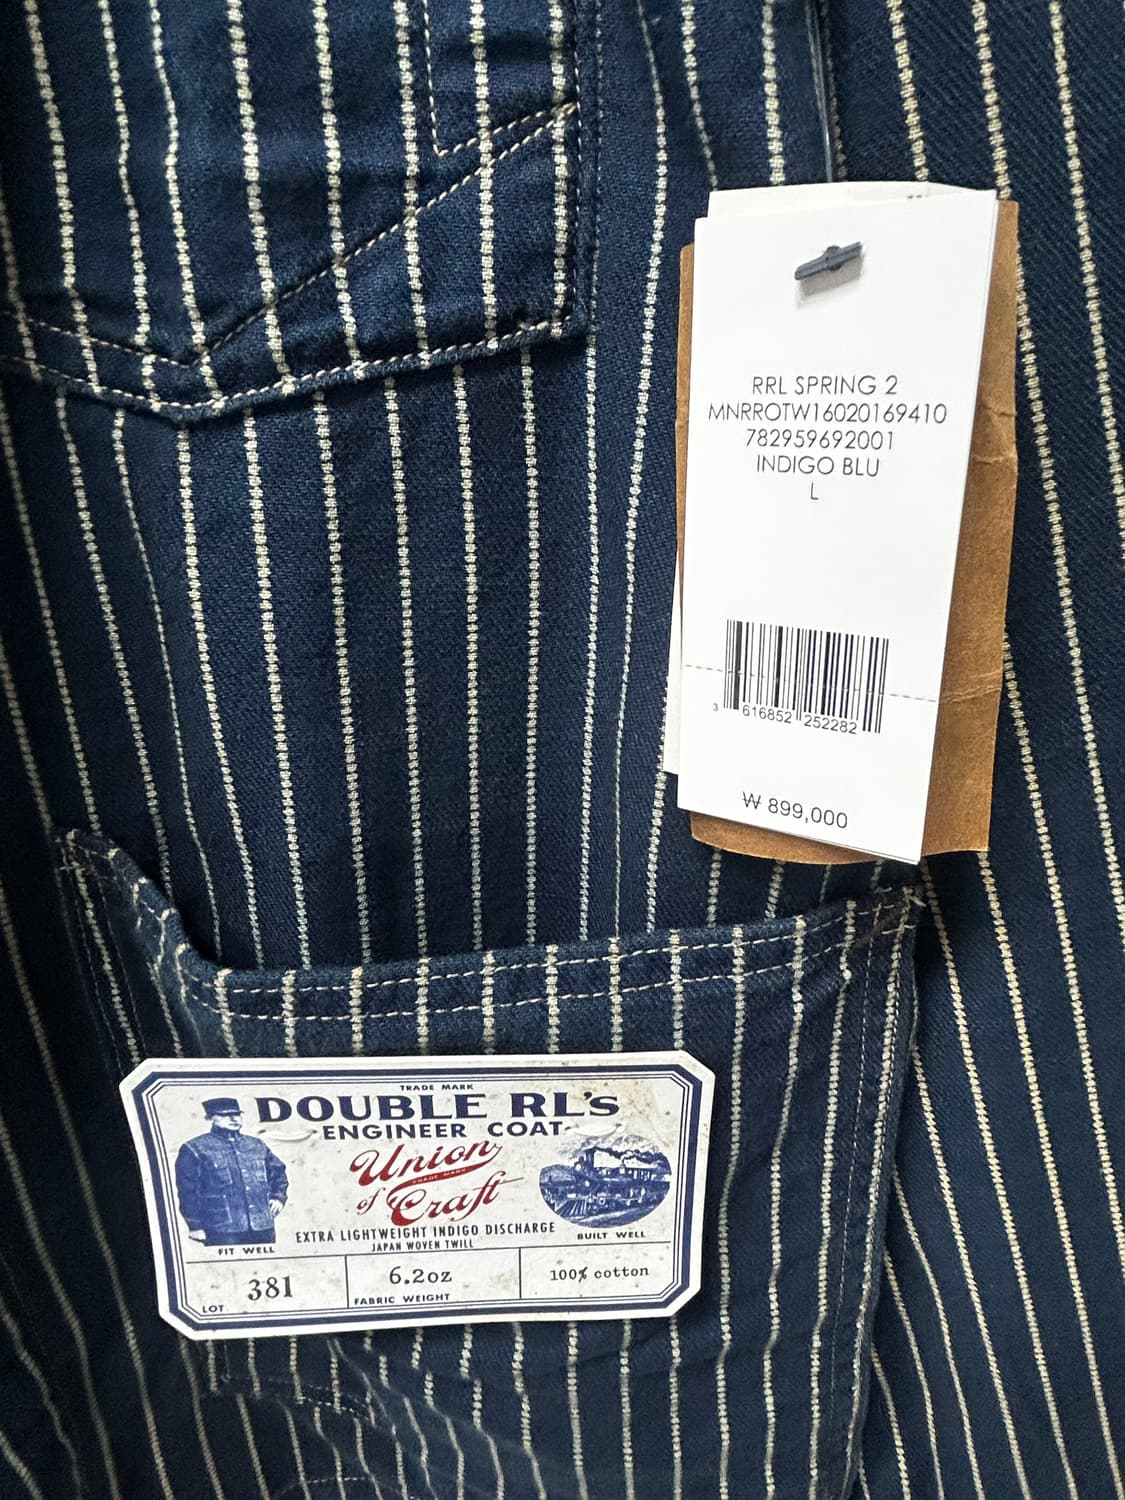 RRL SPRING 2
MNRROTW16020169410
782959692001
INDIGO BLU
L
3 616852 252282
₩ 899,000
TRADE MARK
DOUBLE RL'S
ENGINEER COAT
Union
TRADE MARK
of Craft
EXTRA LIGHTWEIGHT INDIGO DISCHARGE
JAPAN WOVEN TWILL
FIT WELL
BUILT WELL
LOT 381
6.2oz
FABRIC WEIGHT
100% cotton